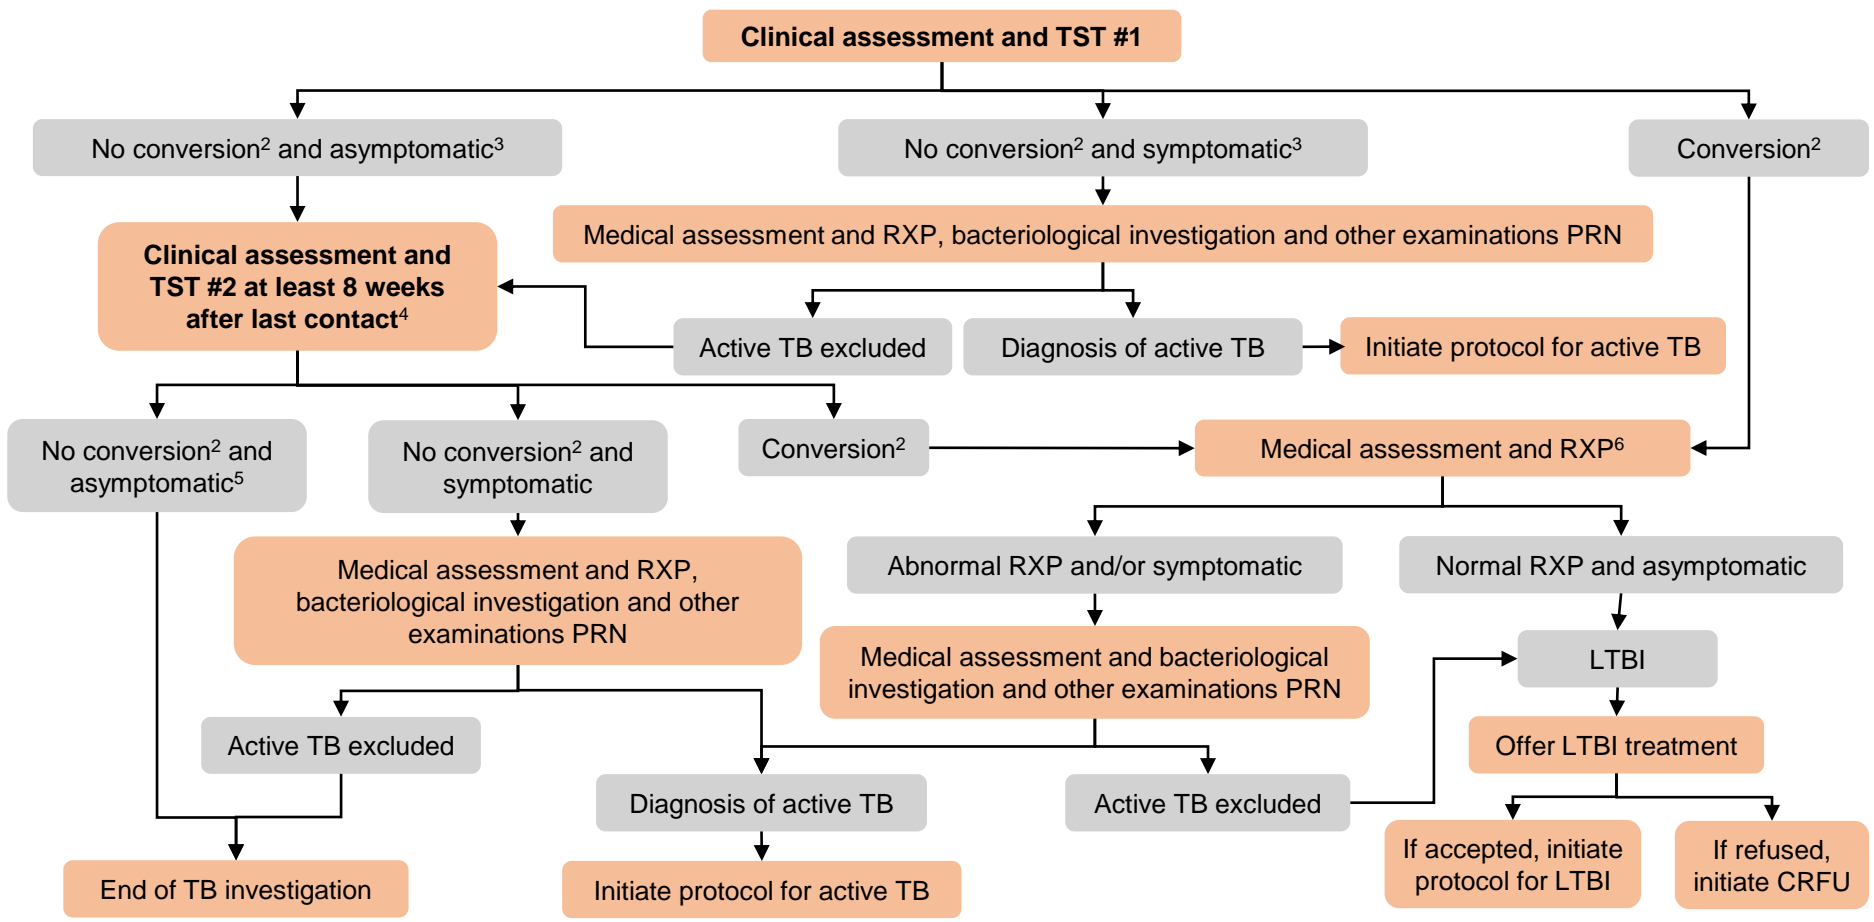 Clinical assessment and TST #1
No conversion² and asymptomatic³
No conversion² and symptomatic³
Conversion²
Medical assessment and RXP, bacteriological investigation and other examinations PRN
Clinical assessment and
TST #2 at least 8 weeks
after last contact⁴
Active TB excluded
Diagnosis of active TB
Initiate protocol for active TB
No conversion² and
asymptomatic⁵
No conversion² and
symptomatic
Conversion²
Medical assessment and RXP⁶
Medical assessment and RXP,
bacteriological investigation and other
examinations PRN
Abnormal RXP and/or symptomatic
Normal RXP and asymptomatic
Medical assessment and bacteriological
investigation and other examinations PRN
LTBI
Active TB excluded
Offer LTBI treatment
Diagnosis of active TB
Active TB excluded
If accepted, initiate
protocol for LTBI
If refused,
initiate CRFU
End of TB investigation
Initiate protocol for active TB